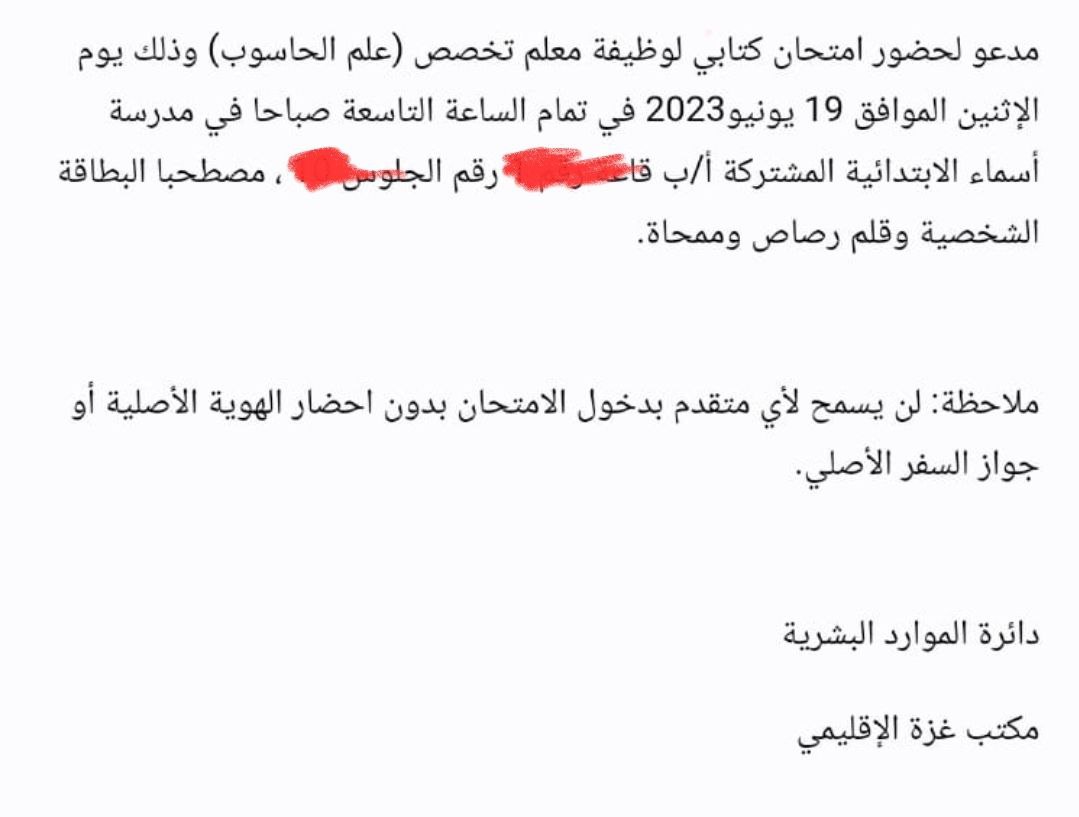 مدعو لحضور امتحان كتابي لوظيفة معلم تخصص (علم الحاسوب) وذلك يوم
الإثنين الموافق 19 يونيو2023 في تمام الساعة التاسعة صباحا في مدرسة
أسماء الابتدائية المشتركة أ/ب قاعة رقم رقم الجلوس ، مصطحبا البطاقة
الشخصية وقلم رصاص وممحاة.
ملاحظة: لن يسمح لأي متقدم بدخول الامتحان بدون احضار الهوية الأصلية أو
جواز السفر الأصلي.
دائرة الموارد البشرية
مكتب غزة الإقليمي